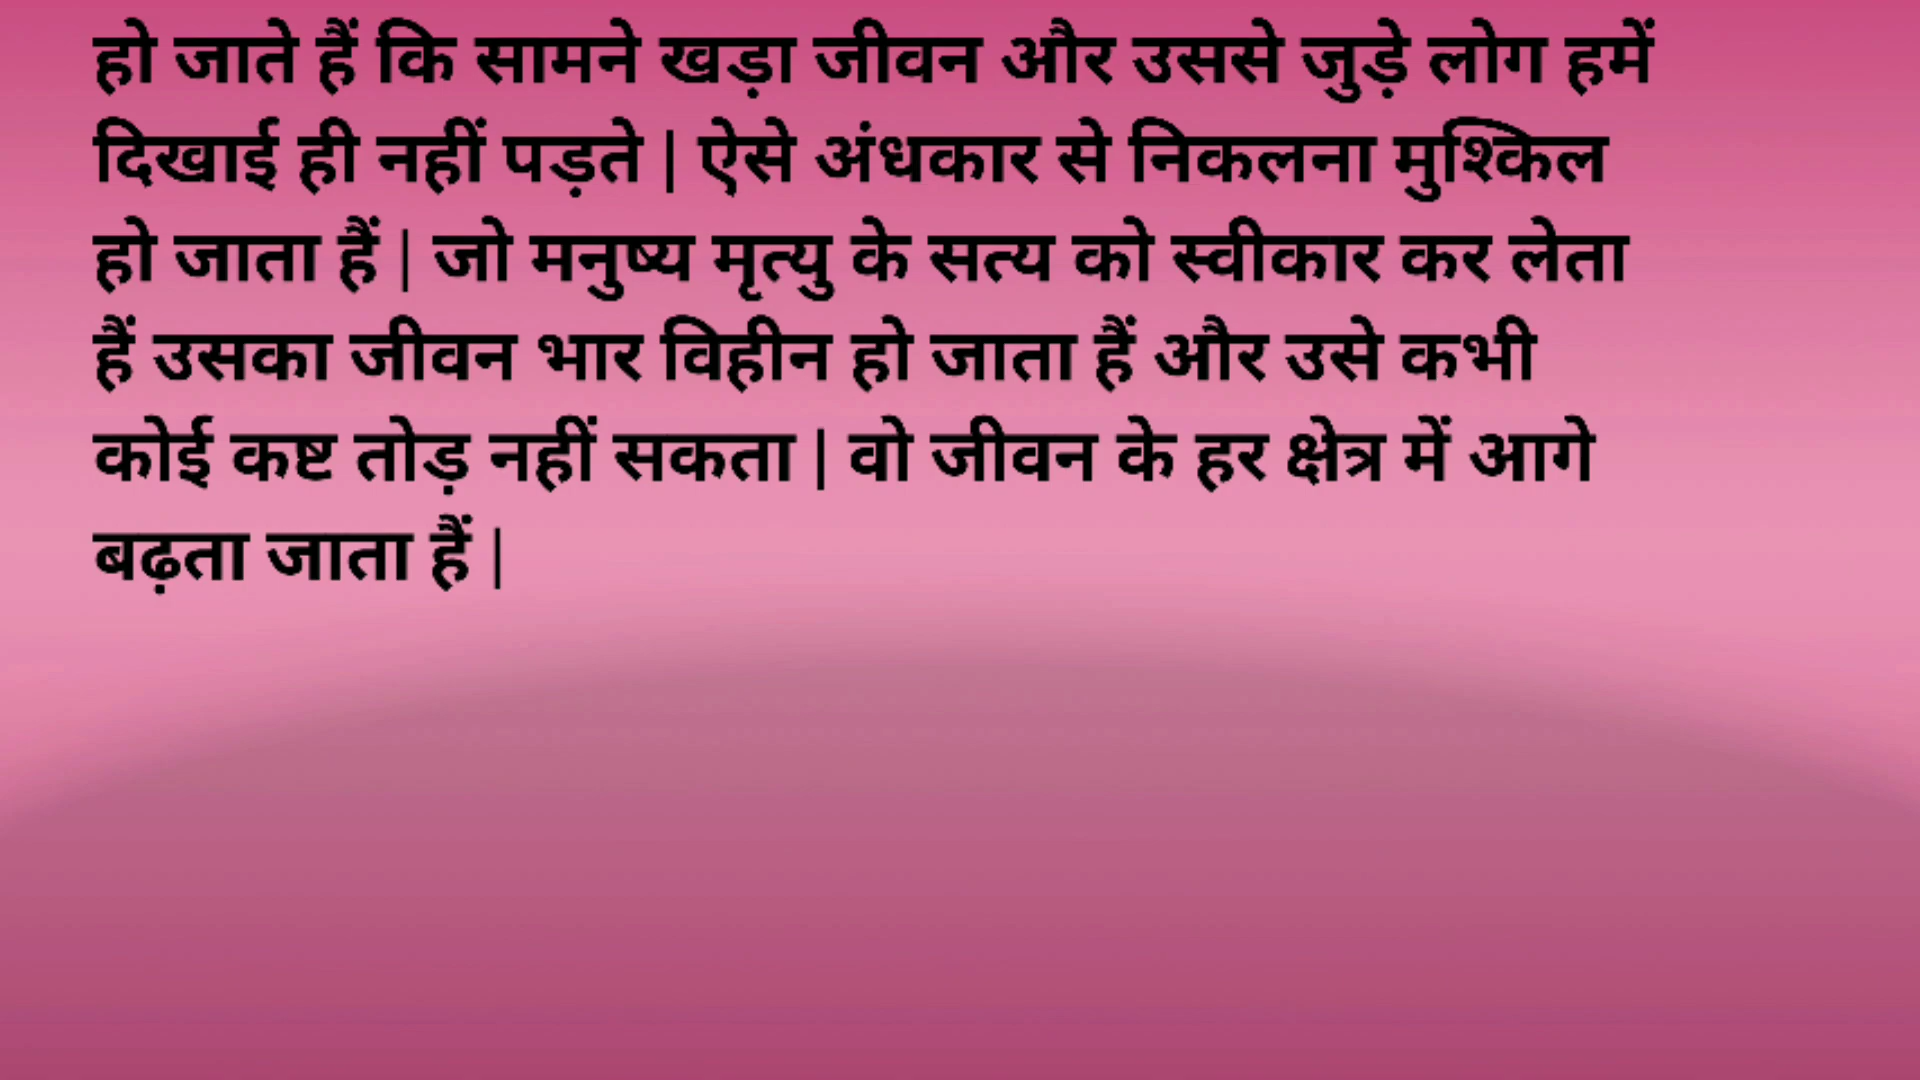 हो जाते हैं कि सामने खड़ा जीवन और उससे जुड़े लोग हमें
दिखाई ही नहीं पड़ते | ऐसे अंधकार से निकलना मुश्किल
हो जाता हैं | जो मनुष्य मृत्यु के सत्य को स्वीकार कर लेता
हैं उसका जीवन भार विहीन हो जाता हैं और उसे कभी
कोई कष्ट तोड़ नहीं सकता | वो जीवन के हर क्षेत्र में आगे
बढ़ता जाता हैं |